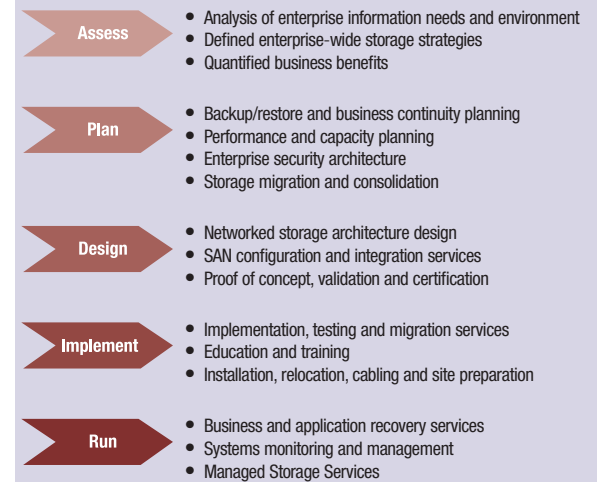 Assess
• Analysis of enterprise information needs and environment
• Defined enterprise-wide storage strategies
• Quantified business benefits
Plan
• Backup/restore and business continuity planning
• Performance and capacity planning
• Enterprise security architecture
• Storage migration and consolidation
Design
• Networked storage architecture design
• SAN configuration and integration services
• Proof of concept, validation and certification
Implement
• Implementation, testing and migration services
• Education and training
• Installation, relocation, cabling and site preparation
Run
• Business and application recovery services
• Systems monitoring and management
• Managed Storage Services